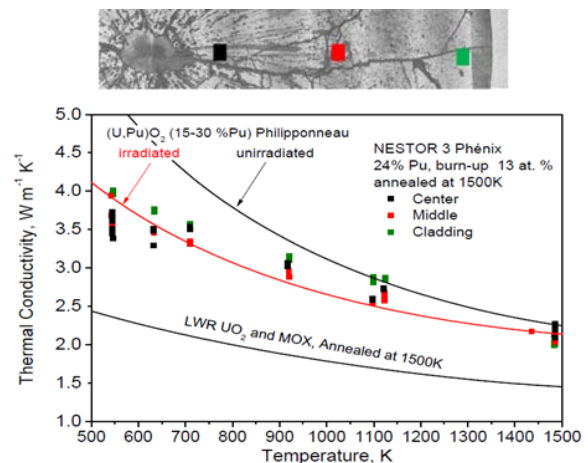 5.0
4.5
4.0
3.5
3.0
2.5
2.0
1.5
1.0
Thermal Conductivity, W m⁻¹ K⁻¹
(U,Pu)O₂ (15-30 %Pu) Philipponneau
irradiated unirradiated
NESTOR 3 Phénix
24% Pu, burn-up 13 at. %
annealed at 1500K
Center
Middle
Cladding
LWR UO₂ and MOX, Annealed at 1500K
500 600 700 800 900 1000 1100 1200 1300 1400 1500
Temperature, K